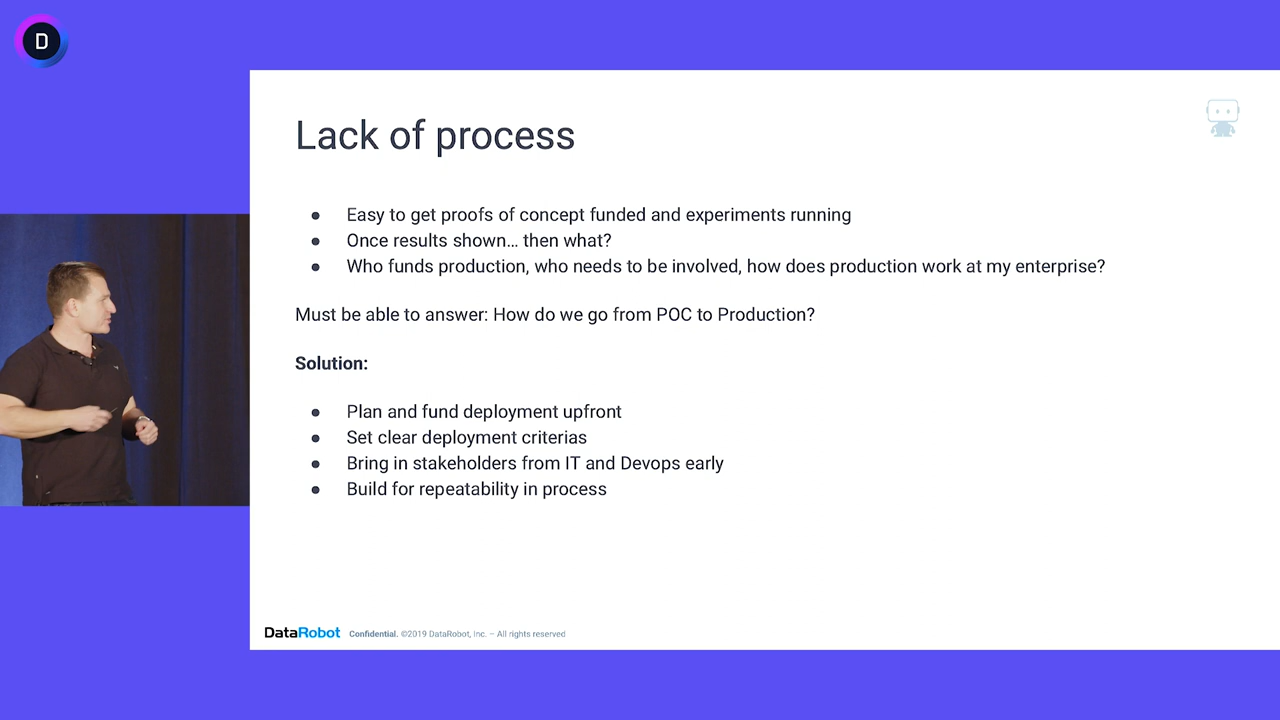 D
Lack of process
● Easy to get proofs of concept funded and experiments running
● Once results shown... then what?
● Who funds production, who needs to be involved, how does production work at my enterprise?
Must be able to answer: How do we go from POC to Production?
Solution:
● Plan and fund deployment upfront
● Set clear deployment criterias
● Bring in stakeholders from IT and Devops early
● Build for repeatability in process
DataRobot Confidential. ©2019 DataRobot, Inc. – All rights reserved